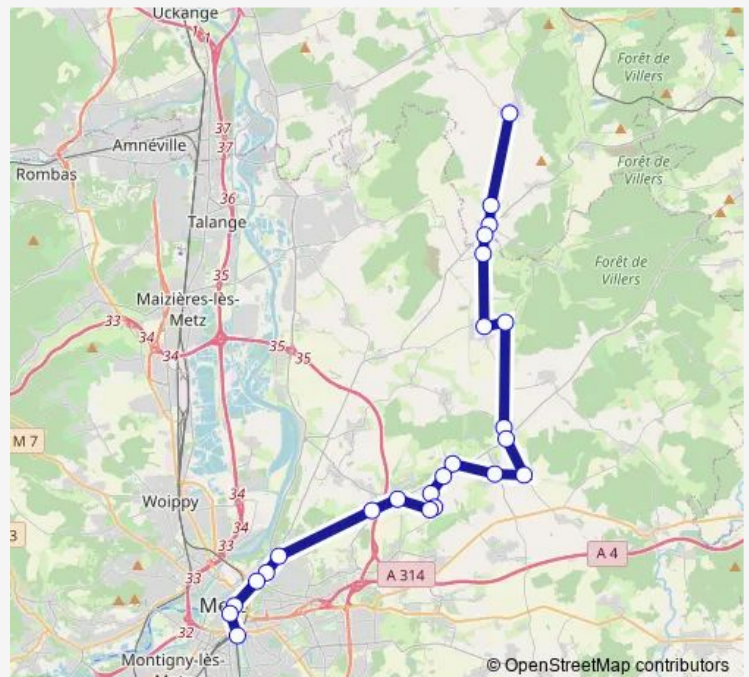 Uckange
Forêt de
Villers
37
37
Amnéville
Rombas
Forêt de
Villers
36
Talange
Forêt de
Villers
35
Maizières-lès-
Metz
33
34
34
35
35
M 7
34
Woippy
34
3
33
A 4
33
A 314
Me
32
Montigny-lès-
© OpenStreetMap contributors